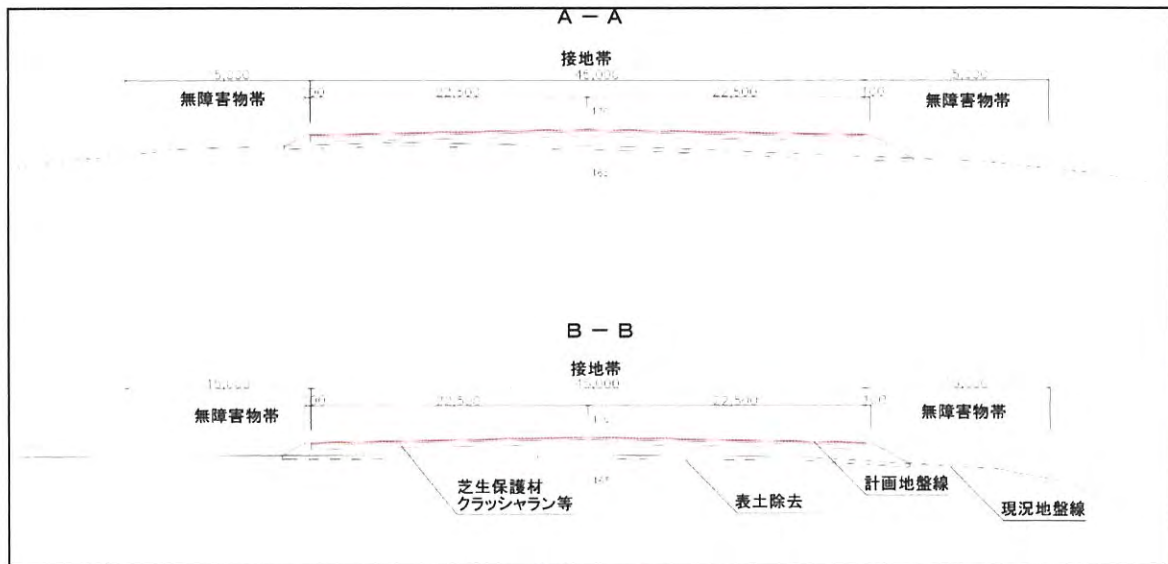 A － A
接地帯
45,000
無障害物帯
22,500
22,500
無障害物帯
B － B
接地帯
15,000
45,000
無障害物帯
22,500
22,500
無障害物帯
芝生保護材
クラッシャラン等
表土除去
計画地盤線
現況地盤線